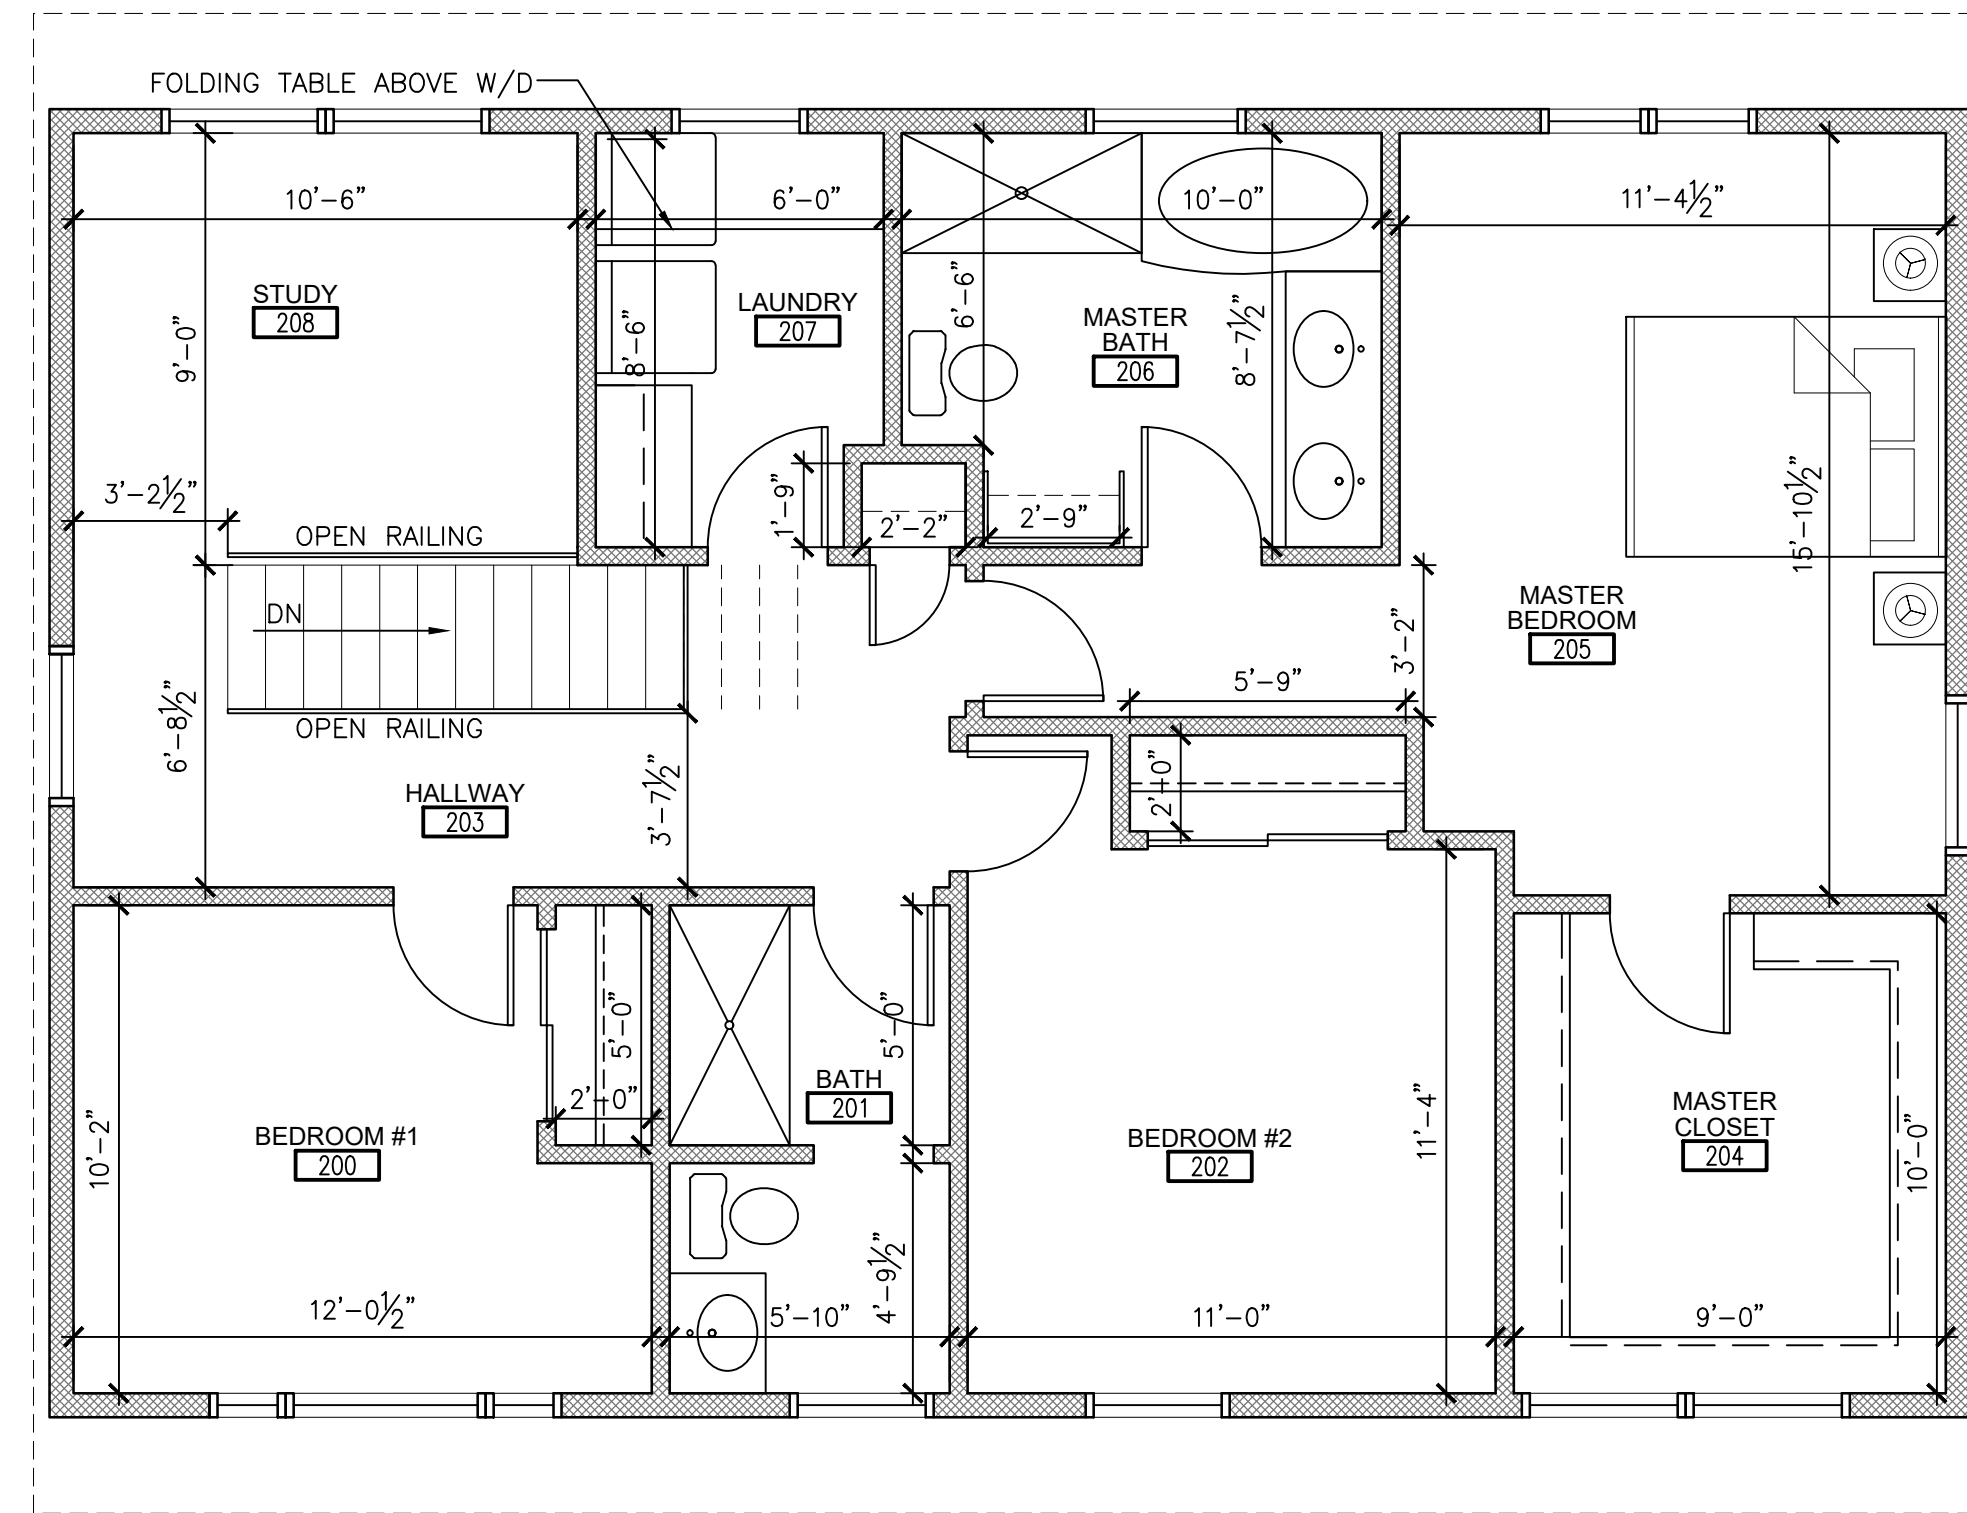 FOLDING TABLE ABOVE W/D
10'-6"
6'-0"
10'-0"
11'-4½"
STUDY
208
LAUNDRY
207
MASTER
BATH
206
9'-0"
8'-6"
6'-6"
8'-7½"
3'-2½"
1'-9"
2'-2"
2'-9"
15'-10½"
OPEN RAILING
DN
OPEN RAILING
MASTER
BEDROOM
205
3'-2"
5'-9"
6'-8½"
HALLWAY
203
3'-7½"
2'-0"
5'-0"
5'-0"
2'-0"
BATH
201
BEDROOM #1
200
10'-2"
BEDROOM #2
202
11'-4"
MASTER
CLOSET
204
10'-0"
4'-9½"
12'-0½"
5'-10"
11'-0"
9'-0"